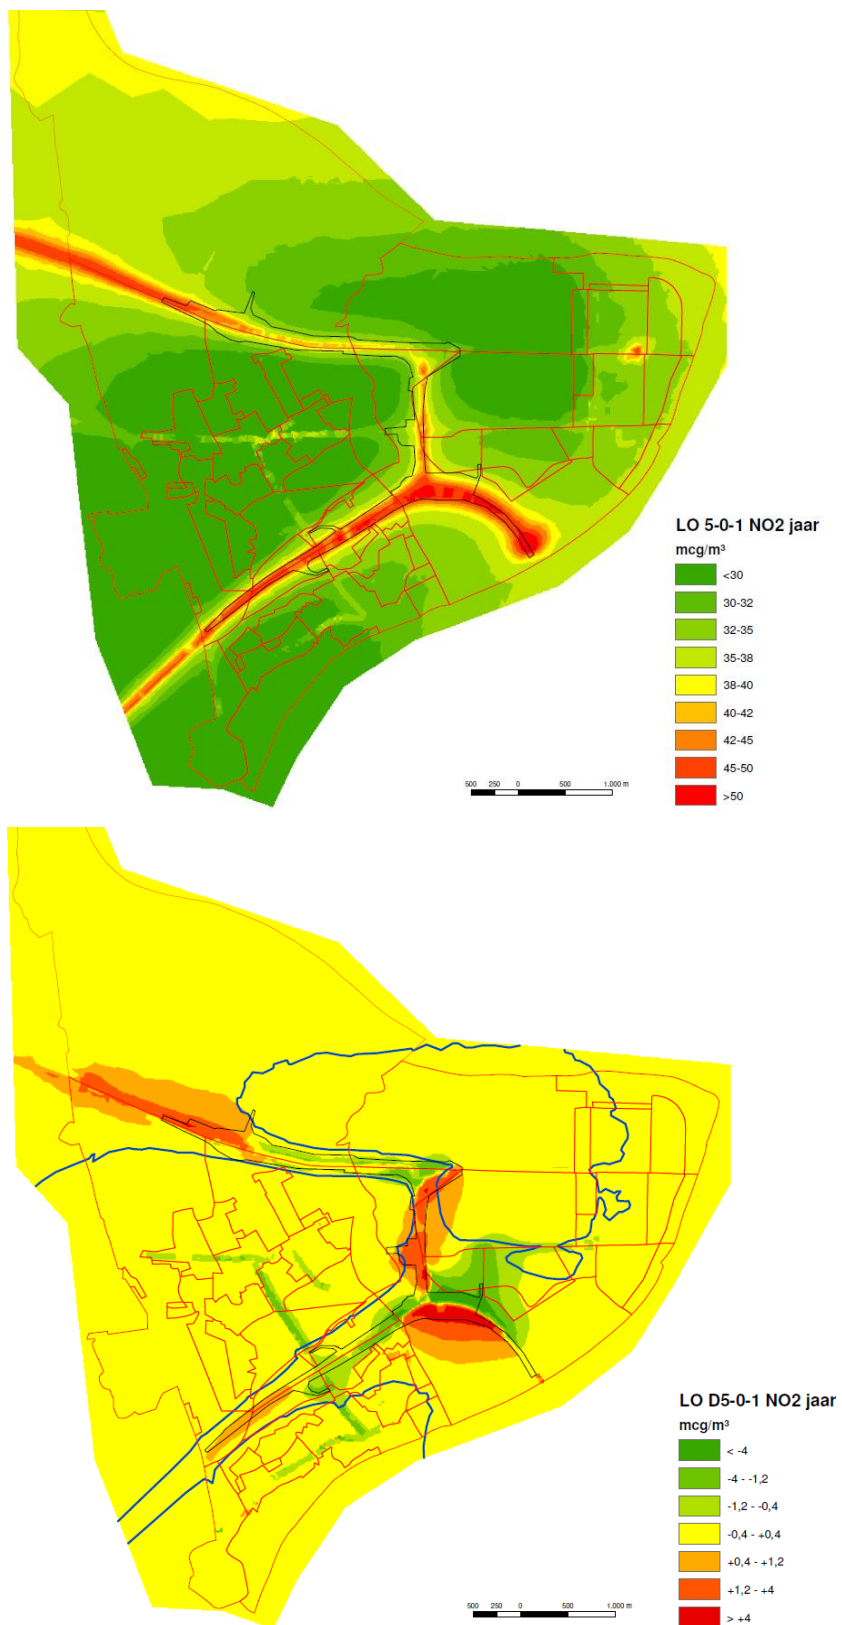 LO 5-0-1 NO2 jaar
mcg/m³
<30
30-32
32-35
35-38
38-40
40-42
42-45
45-50
>50
500 250 0 500 1.000 m
LO D5-0-1 NO2 jaar
mcg/m³
< -4
-4 - -1,2
-1,2 - -0,4
-0,4 - +0,4
+0,4 - +1,2
+1,2 - +4
> +4
500 250 0 500 1.000 m